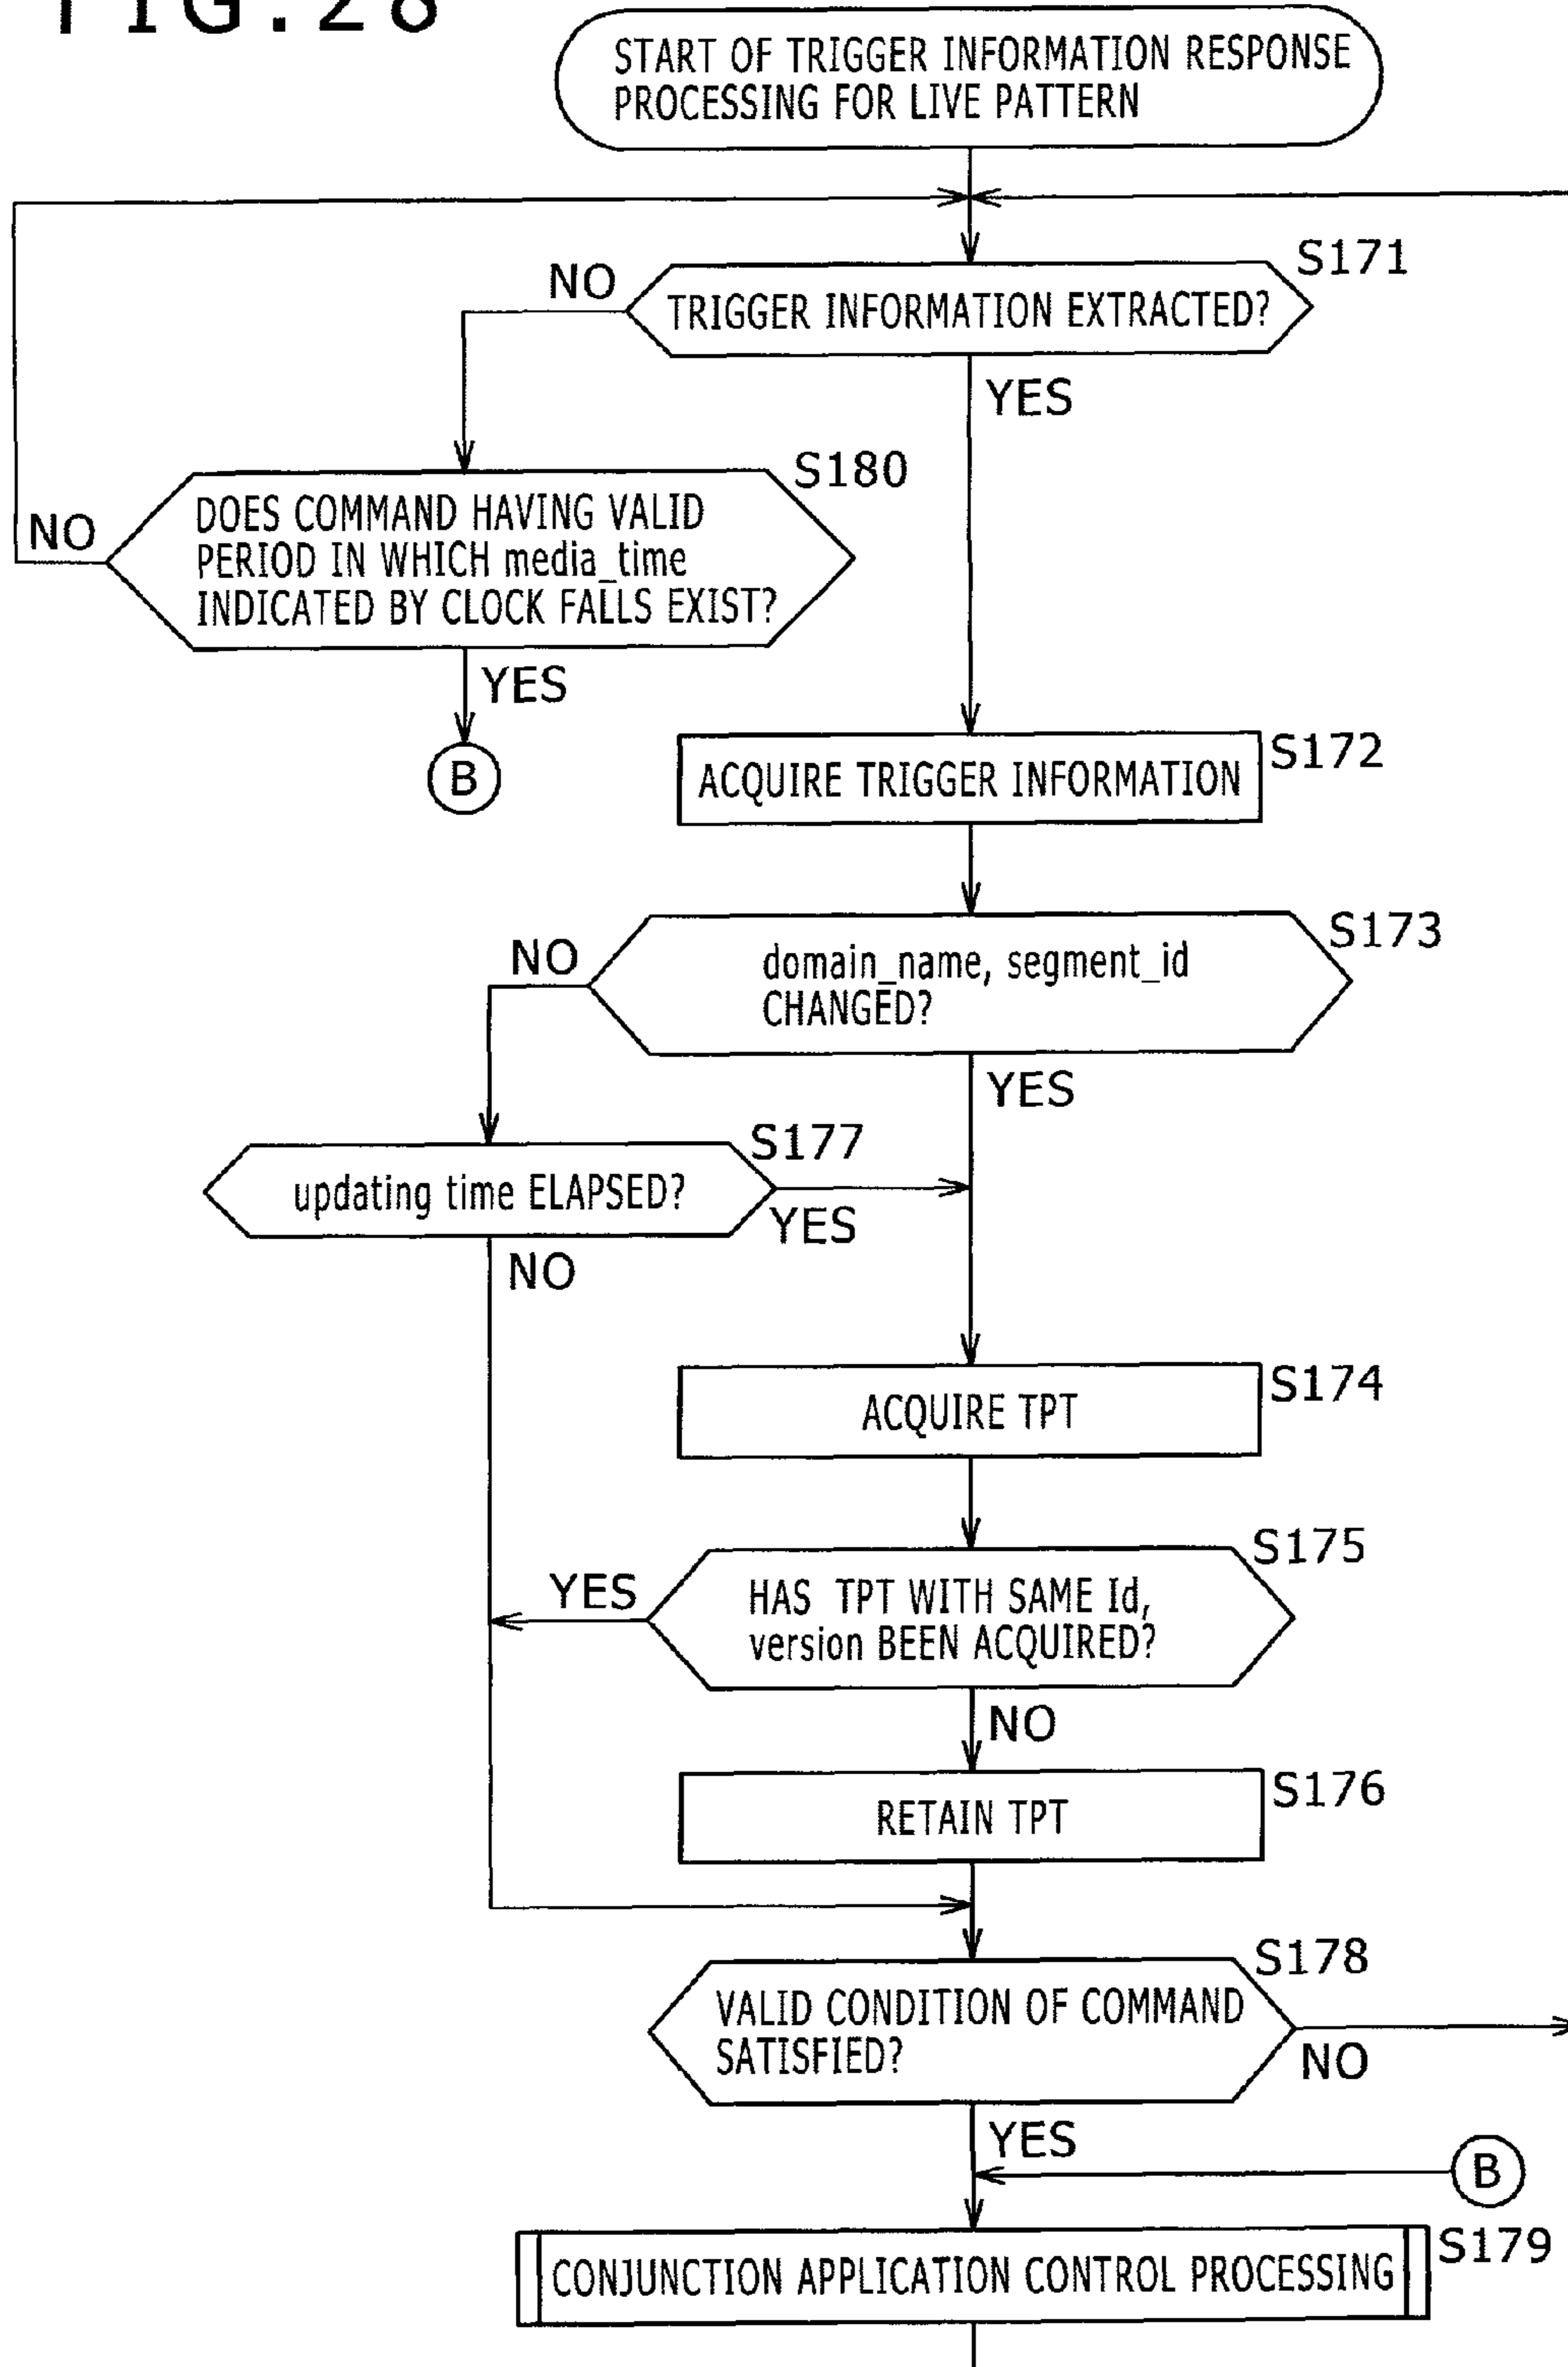 FIG.28
START OF TRIGGER INFORMATION RESPONSE
PROCESSING FOR LIVE PATTERN
S171
NO
TRIGGER INFORMATION EXTRACTED?
YES
S180
DOES COMMAND HAVING VALID
PERIOD IN WHICH media_time
INDICATED BY CLOCK FALLS EXIST?
NO
YES
B
S172
ACQUIRE TRIGGER INFORMATION
S173
NO
domain_name, segment_id
CHANGED?
YES
S177
updating time ELAPSED?
YES
NO
S174
ACQUIRE TPT
S175
YES
HAS TPT WITH SAME Id,
version BEEN ACQUIRED?
NO
S176
RETAIN TPT
S178
VALID CONDITION OF COMMAND
SATISFIED?
NO
YES
B
S179
CONJUNCTION APPLICATION CONTROL PROCESSING